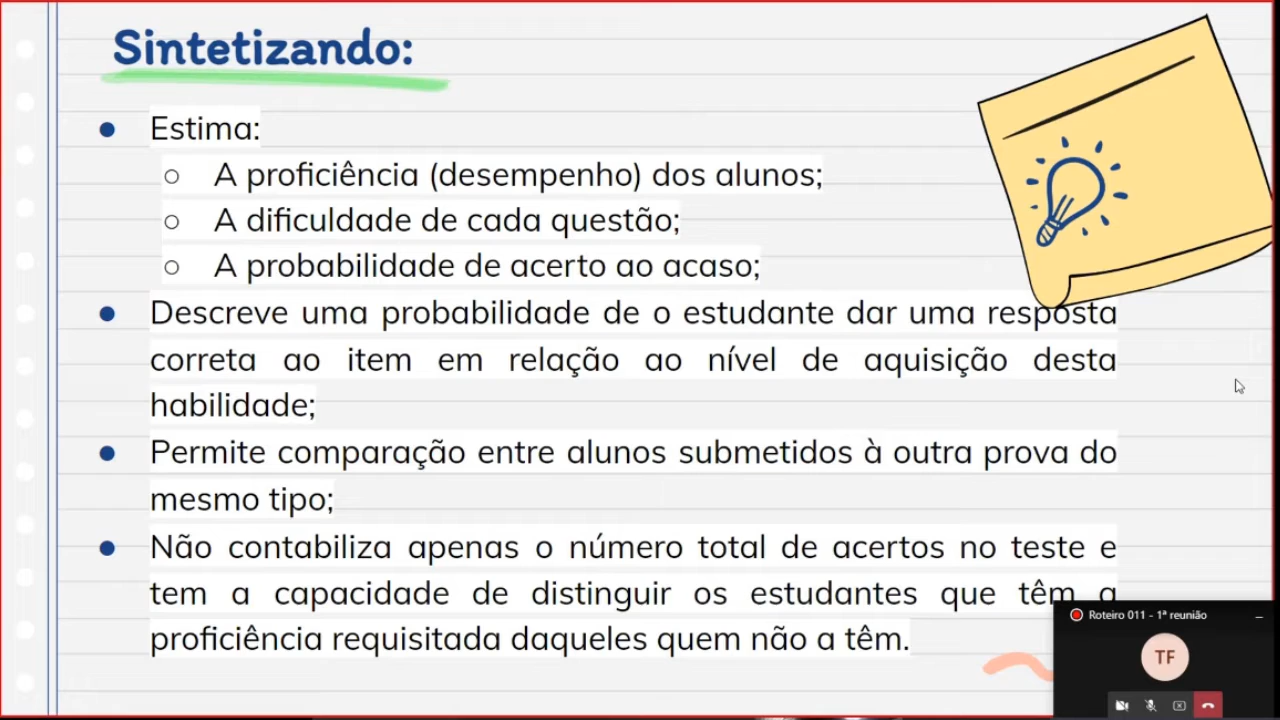 Sintetizando:
● Estima:
○ A proficiência (desempenho) dos alunos;
○ A dificuldade de cada questão;
○ A probabilidade de acerto ao acaso;
● Descreve uma probabilidade de o estudante dar uma resposta
correta ao item em relação ao nível de aquisição desta
habilidade;
● Permite comparação entre alunos submetidos à outra prova do
mesmo tipo;
● Não contabiliza apenas o número total de acertos no teste e
tem a capacidade de distinguir os estudantes que têm a
proficiência requisitada daqueles quem não a têm.
Roteiro 011 - 1ª reunião
TF